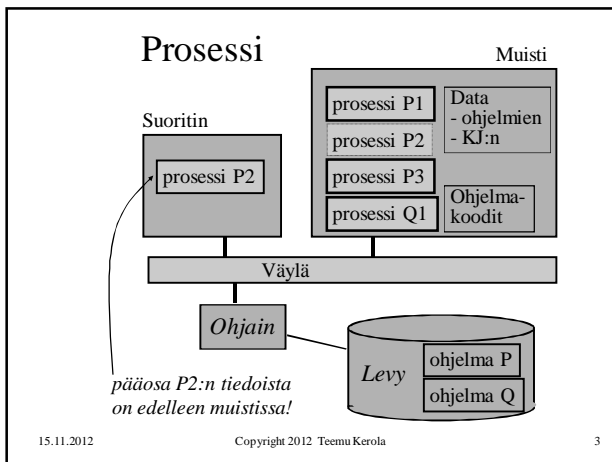 Prosessi
Muisti
Suoritin
prosessi P2
prosessi P1
prosessi P2
prosessi P3
prosessi Q1
Data
- ohjelmien
- KJ:n
Ohjelma-
koodit
Väylä
Ohjain
Levy
ohjelma P
ohjelma Q
pääosa P2:n tiedoista
on edelleen muistissa!
15.11.2012
Copyright 2012 Teemu Kerola
3